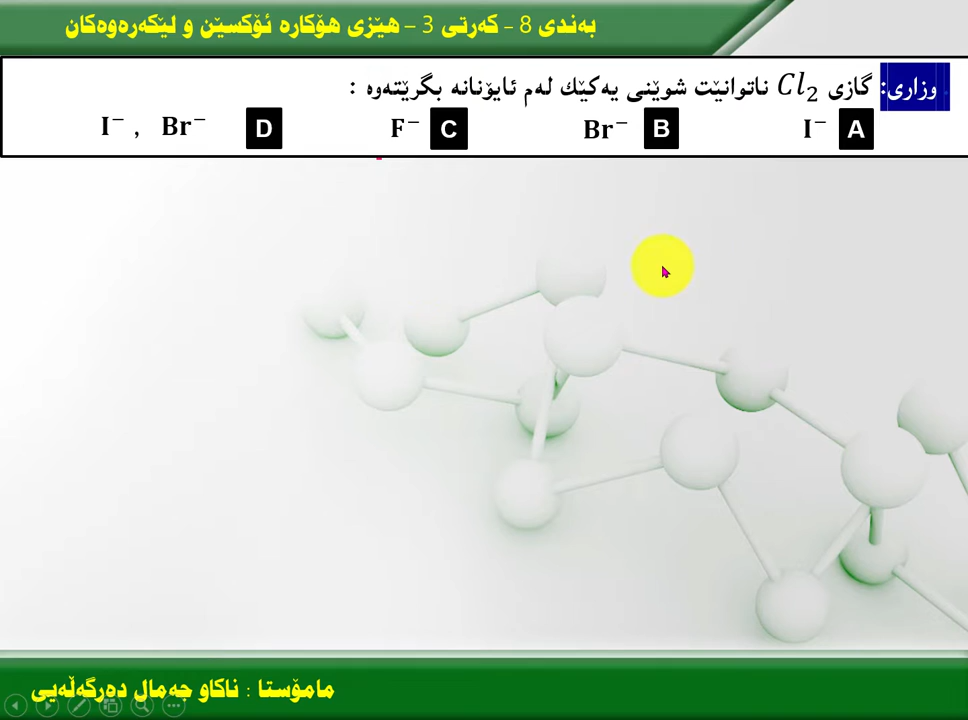 بەندی 8 - کەرتی 3 – هێزی هۆکارە ئۆکسێن و لێکەرەوەکان
وزاری: گازی Cl₂ ناتوانێت شوێنی یەکێك لەم ئایۆنانە بگرێتەوە :
A I⁻ B Br⁻ C F⁻ D I⁻ , Br⁻
مامۆستا : ناکاو جەمال دەرگەڵەیی